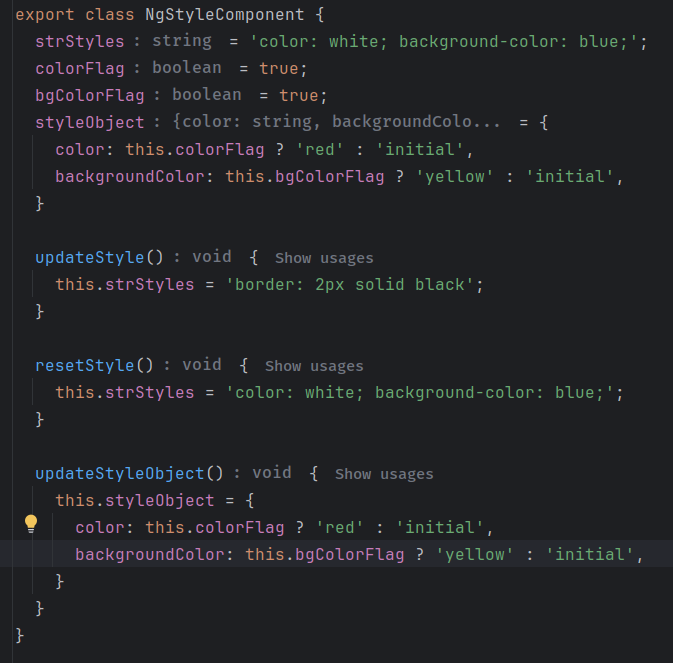 export class NgStyleComponent {
strStyles : string = 'color: white; background-color: blue;';
colorFlag : boolean = true;
bgColorFlag : boolean = true;
styleObject : {color: string, backgroundColo... = {
color: this.colorFlag ? 'red' : 'initial',
backgroundColor: this.bgColorFlag ? 'yellow' : 'initial',
}
updateStyle() : void { Show usages
this.strStyles = 'border: 2px solid black';
}
resetStyle() : void { Show usages
this.strStyles = 'color: white; background-color: blue;';
}
updateStyleObject() : void { Show usages
this.styleObject = {
color: this.colorFlag ? 'red' : 'initial',
backgroundColor: this.bgColorFlag ? 'yellow' : 'initial',
}
}
}